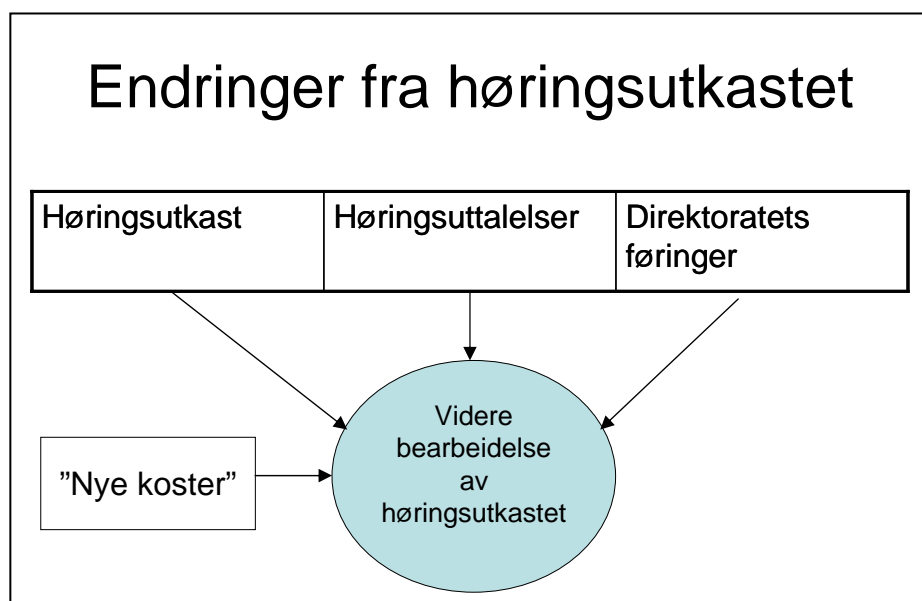 Endringer fra høringsutkastet
Høringsutkast
Høringsuttalelser
Direktoratets
føringer
Videre
bearbeidelse
av
høringsutkastet
”Nye koster”